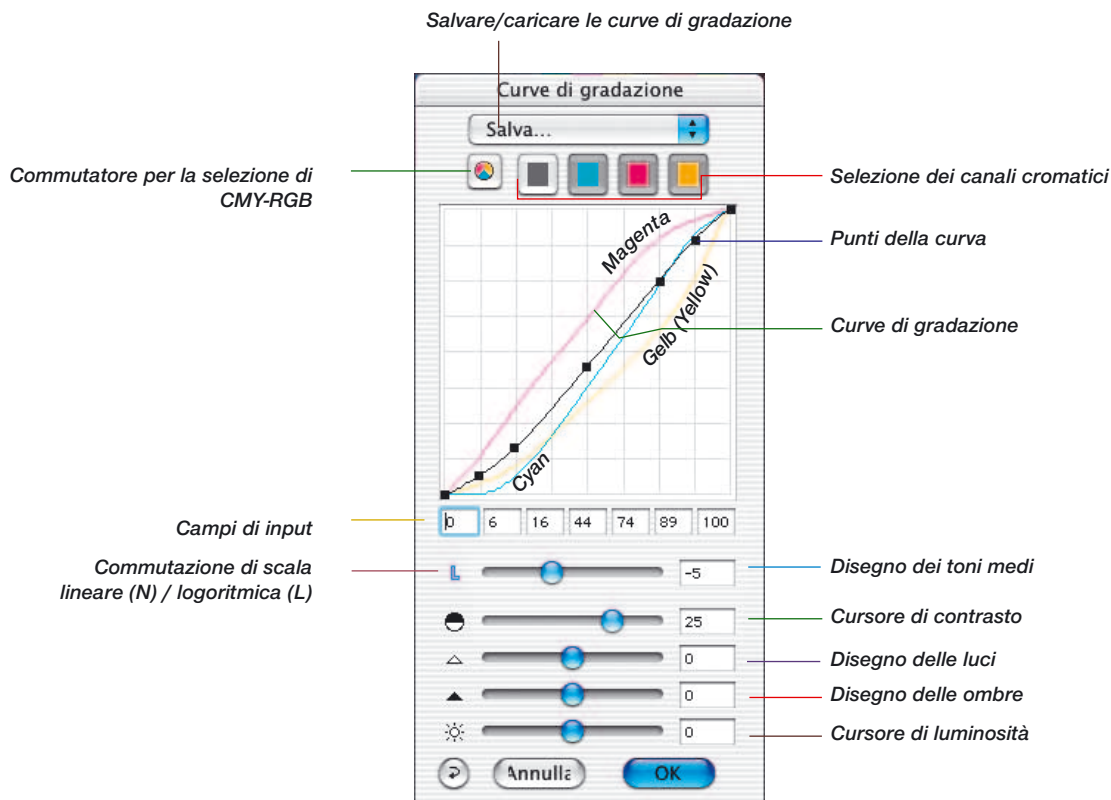 Salvare/caricare le curve di gradazione
Curve di gradazione
Salva...
Commutatore per la selezione di
CMY-RGB
Selezione dei canali cromatici
Magenta
Punti della curva
Gelb (Yellow)
Curve di gradazione
Cyan
Campi di input
0 6 16 44 74 89 100
Commutazione di scala
lineare (N) / logoritmica (L)
L
-5
Disegno dei toni medi
25
Cursore di contrasto
0
Disegno delle luci
0
Disegno delle ombre
0
Cursore di luminosità
Annulla
OK